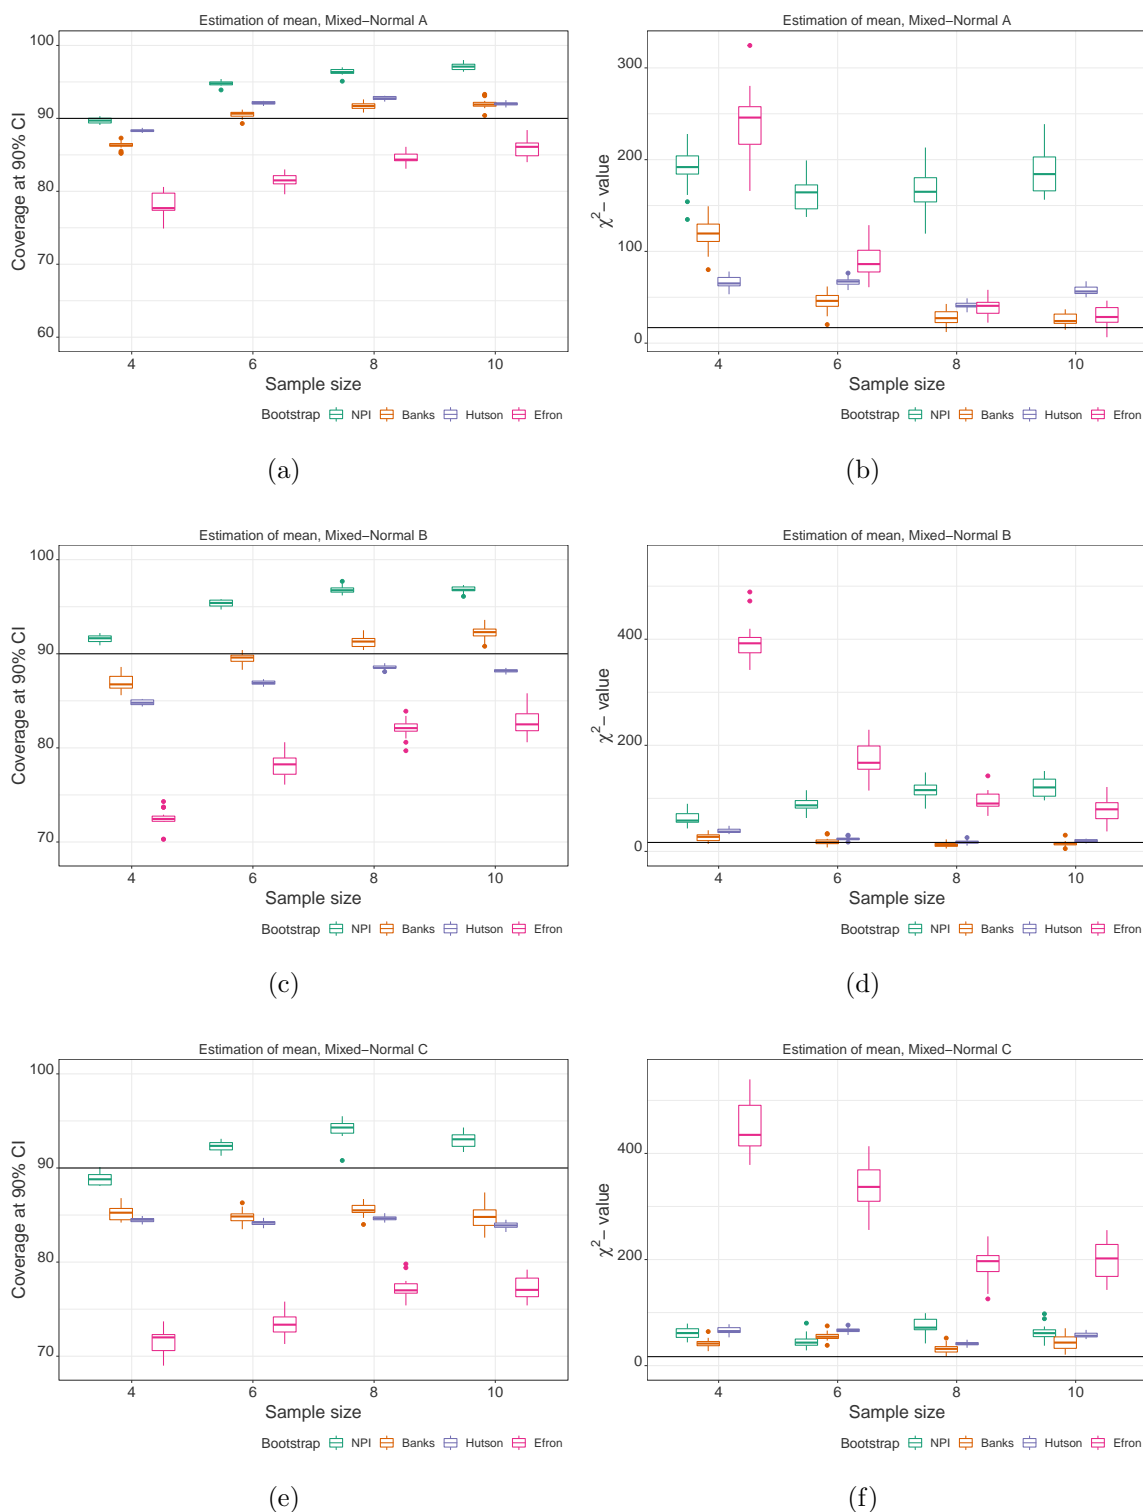 Estimation of mean, Mixed−Normal A
Coverage at 90% CI
100
90
80
70
60
4 6 8 10
Sample size
Bootstrap NPI Banks Hutson Efron
(a)
Estimation of mean, Mixed−Normal A
χ²− value
300
200
100
0
4 6 8 10
Sample size
Bootstrap NPI Banks Hutson Efron
(b)
Estimation of mean, Mixed−Normal B
Coverage at 90% CI
100
90
80
70
4 6 8 10
Sample size
Bootstrap NPI Banks Hutson Efron
(c)
Estimation of mean, Mixed−Normal B
χ²− value
400
200
0
4 6 8 10
Sample size
Bootstrap NPI Banks Hutson Efron
(d)
Estimation of mean, Mixed−Normal C
Coverage at 90% CI
100
90
80
70
4 6 8 10
Sample size
Bootstrap NPI Banks Hutson Efron
(e)
Estimation of mean, Mixed−Normal C
χ²− value
400
200
0
4 6 8 10
Sample size
Bootstrap NPI Banks Hutson Efron
(f)